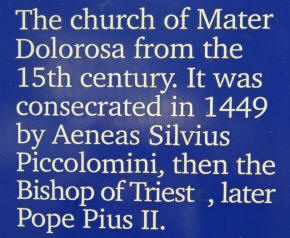 The church of Mater
Dolorosa from the
15th century. It was
consecrated in 1449
by Aeneas Silvius
Piccolomini, then the
Bishop of Triest , later
Pope Pius II.